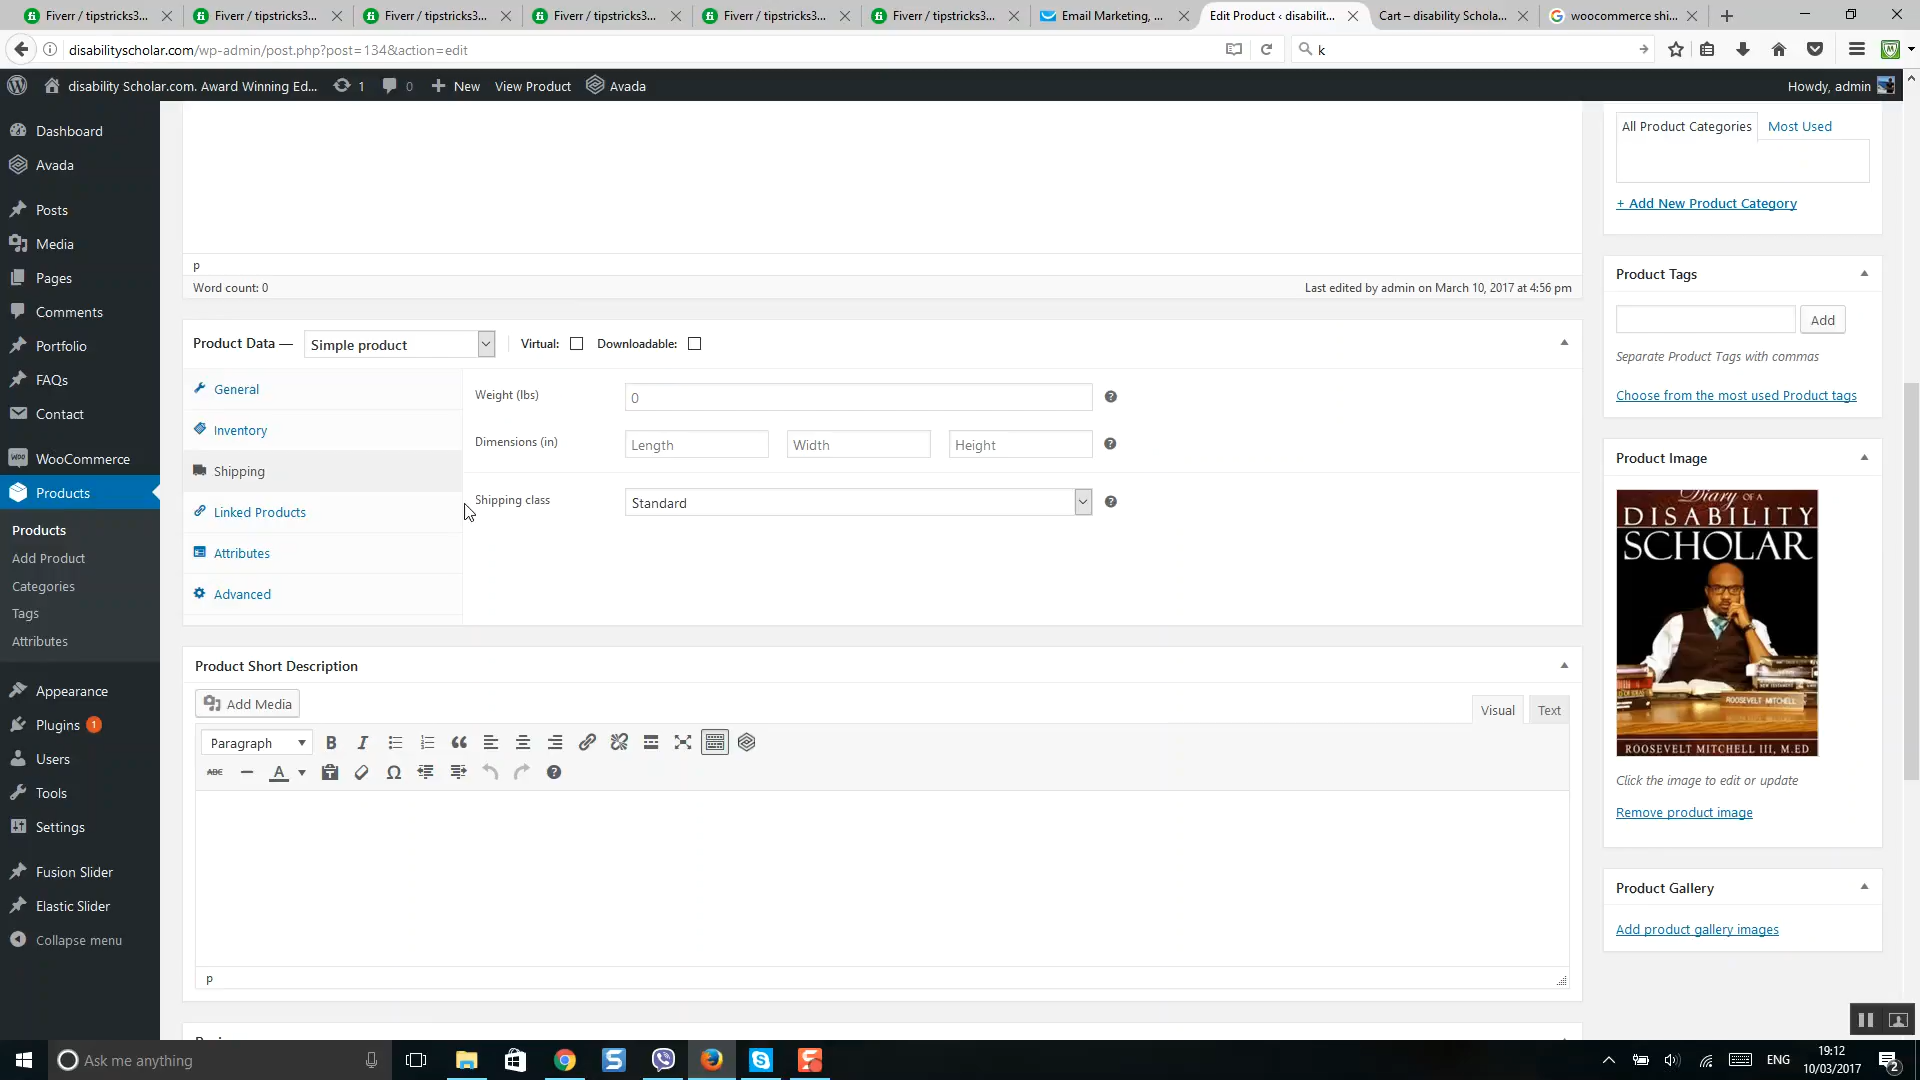 Fiverr / tipstricks3...
Fiverr / tipstricks3...
Fiverr / tipstricks3...
Fiverr / tipstricks3...
Fiverr / tipstricks3...
Fiverr / tipstricks3...
Email Marketing, ...
Edit Product ‹ disabilit...
Cart – disability Schola...
woocommerce shi...
disabilityscholar.com/wp-admin/post.php?post=134&action=edit
k
disability Scholar.com. Award Winning Ed...
1
0
New
View Product
Avada
Howdy, admin
Dashboard
Avada
Posts
Media
Pages
Comments
Portfolio
FAQs
Contact
WooCommerce
Products
Products
Add Product
Categories
Tags
Attributes
Appearance
Plugins 1
Users
Tools
Settings
Fusion Slider
Elastic Slider
Collapse menu
p
Word count: 0
Last edited by admin on March 10, 2017 at 4:56 pm
Product Data —
Simple product
Virtual:
Downloadable:
General
Inventory
Shipping
Linked Products
Attributes
Advanced
Weight (lbs)
0
Dimensions (in)
Length
Width
Height
Shipping class
Standard
Product Short Description
Add Media
Visual
Text
Paragraph
B
I
ABC
A
Ω
p
All Product Categories
Most Used
+ Add New Product Category
Product Tags
Add
Separate Product Tags with commas
Choose from the most used Product tags
Product Image
Diary OF A
DISABILITY
SCHOLAR
ROOSEVELT MITCHELL
ROOSEVELT MITCHELL III, M.ED
Click the image to edit or update
Remove product image
Product Gallery
Add product gallery images
Ask me anything
ENG
19:12
10/03/2017
2